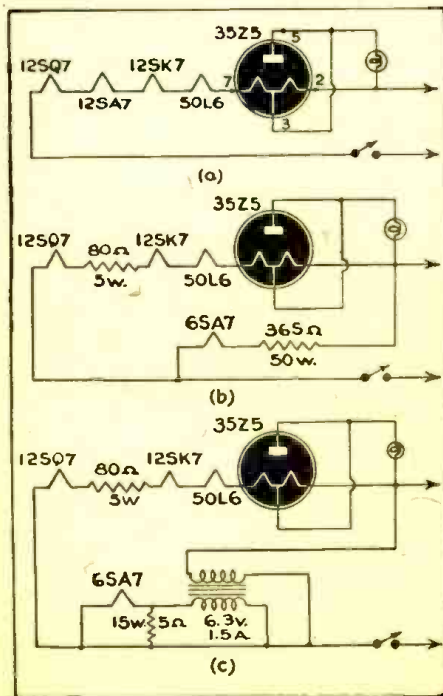 35Z5
5
12SQ7 12SK7
7 2
12SA7 50L6
3
(a)
35Z5
12SQ7 80Ω 12SK7
5w. 50L6
6SA7 365Ω
50w.
(b)
35Z5
12SQ7 80Ω 12SK7
5w 50L6
6SA7
15w. 5Ω 6.3v.
1.5A.
(c)